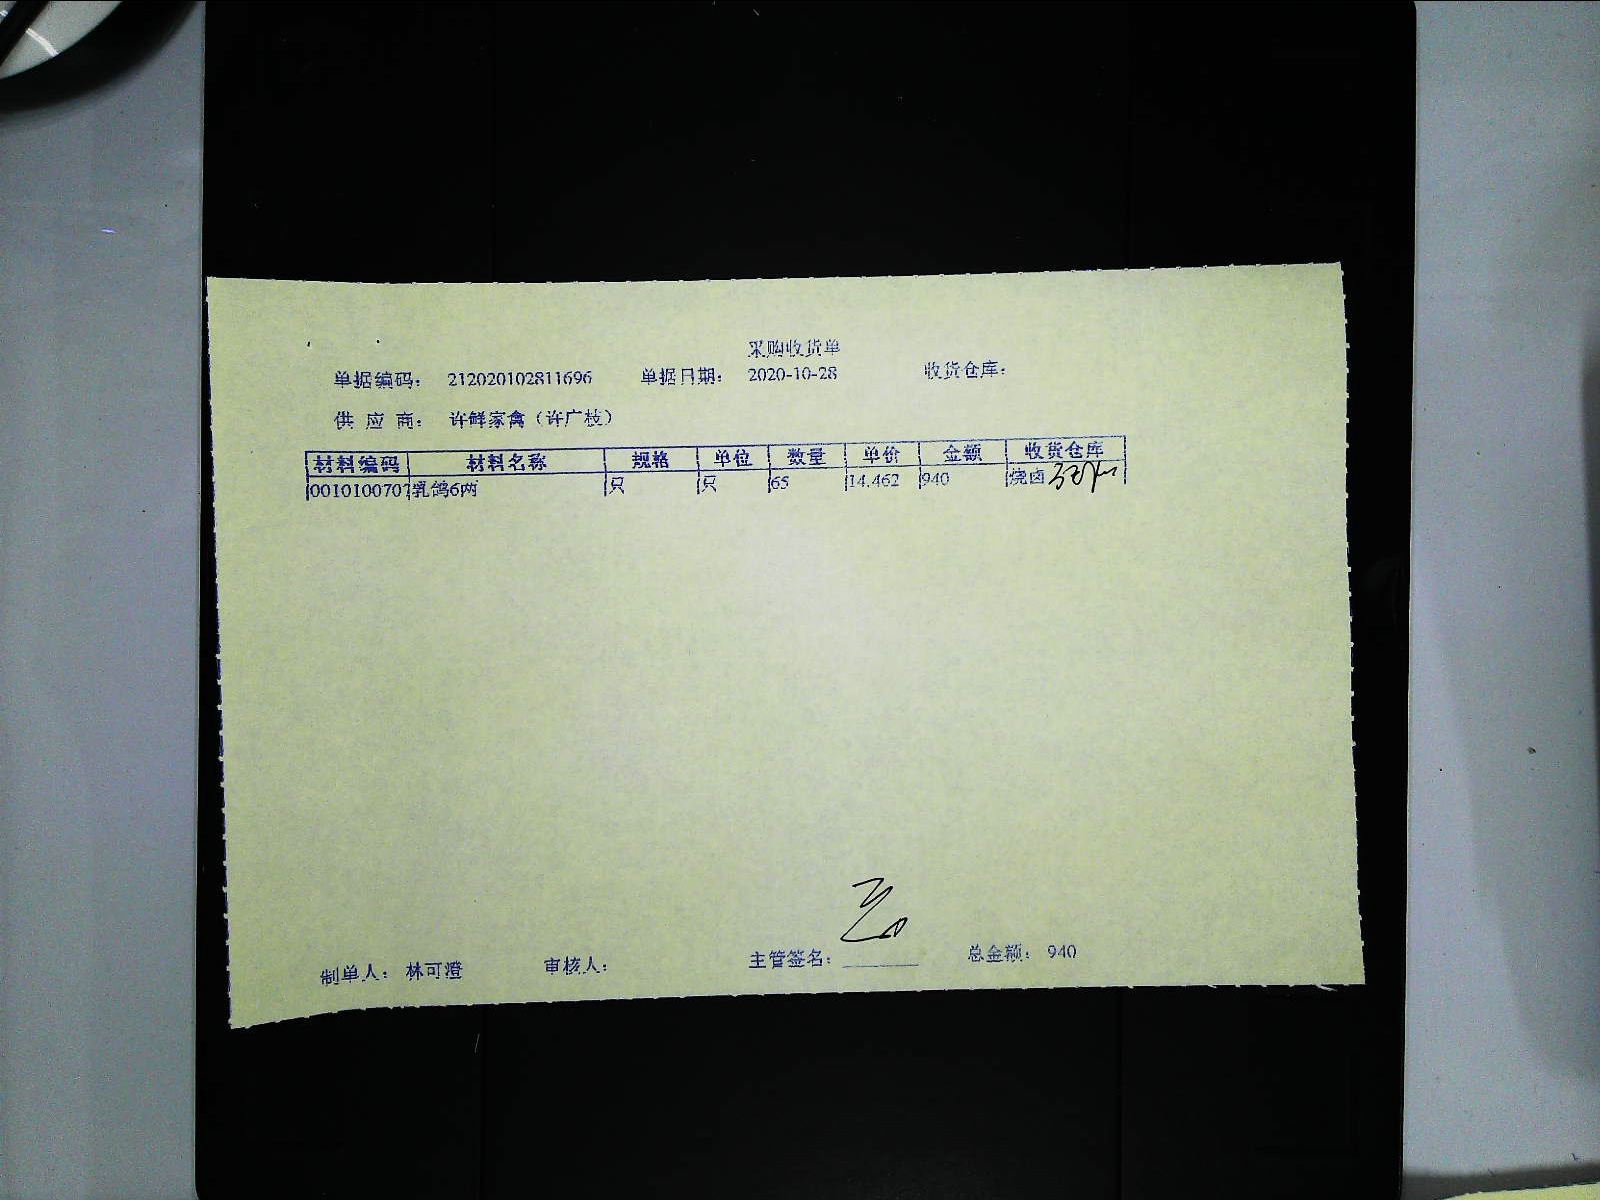 采购收货单
单据编码： 212020102811696 单据日期： 2020-10-28 收货仓库：
供 应 商： 许鲜家禽（许广枝）
材料编码 材料名称 规格 单位 数量 单价 金额 收货仓库
0010100707 乳鸽6两 只 只 65 14.462 940 烧卤
制单人： 林可澄 审核人： 主管签名： 总金额： 940